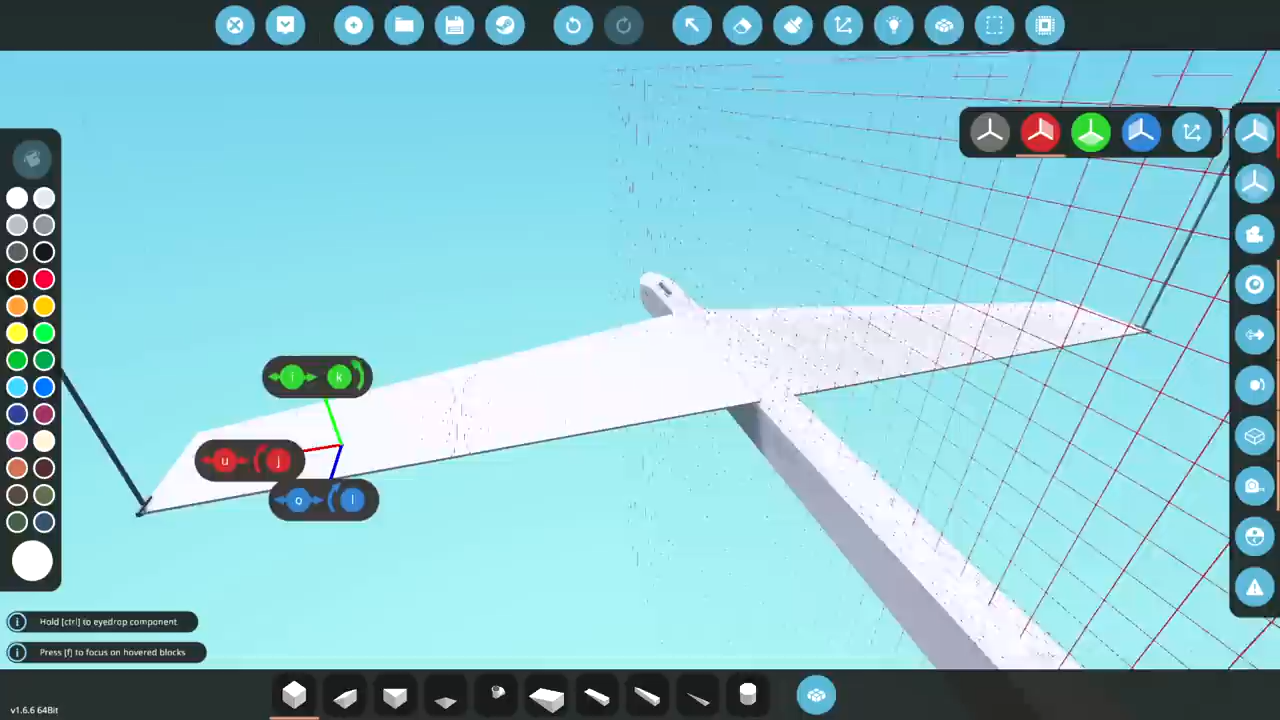 i k
u j
o l
Hold [ctrl] to eyedrop component
Press [f] to focus on hovered blocks
v1.6.6 64Bit